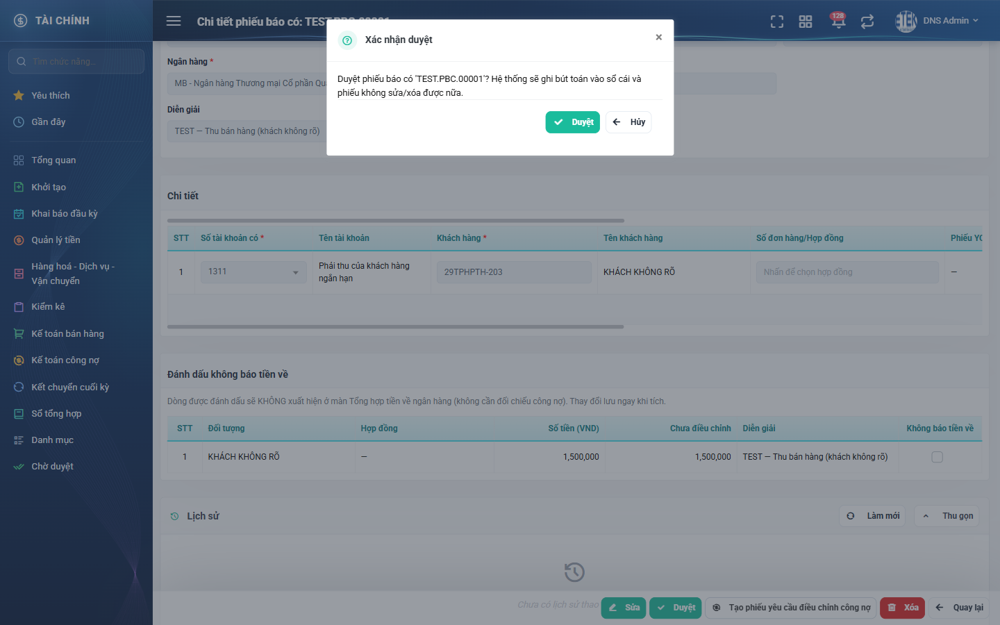 TÀI CHÍNH
Tìm chức năng...
Yêu thích
Gần đây
Tổng quan
Khởi tạo
Khai báo đầu kỳ
Quản lý tiền
Hàng hoá - Dịch vụ -
Vận chuyển
Kiểm kê
Kế toán bán hàng
Kế toán công nợ
Kết chuyển cuối kỳ
Sổ tổng hợp
Danh mục
Chờ duyệt
Chi tiết phiếu báo có: TEST.PBC.00001
128
DNS Admin
Xác nhận duyệt
×
Duyệt phiếu báo có 'TEST.PBC.00001'? Hệ thống sẽ ghi bút toán vào sổ cái và
phiếu không sửa/xóa được nữa.
Duyệt
Hủy
Ngân hàng *
MB - Ngân hàng Thương mại Cổ phần Qu
Diễn giải
TEST — Thu bán hàng (khách không rõ)
Chi tiết
STT Số tài khoản có * Tên tài khoản Khách hàng * Tên khách hàng Số đơn hàng/Hợp đồng Phiếu YC
1 1311 Phải thu của khách hàng ngắn hạn 29TPHPTH-203 KHÁCH KHÔNG RÕ Nhấn để chọn hợp đồng —
Đánh dấu không báo tiền về
Dòng được đánh dấu sẽ KHÔNG xuất hiện ở màn Tổng hợp tiền về ngân hàng (không cần đối chiếu công nợ). Thay đổi lưu ngay khi tích.
STT Đối tượng Hợp đồng Số tiền (VND) Chưa điều chỉnh Diễn giải Không báo tiền về
1 KHÁCH KHÔNG RÕ — 1,500,000 1,500,000 TEST — Thu bán hàng (khách không rõ)
Lịch sử
Làm mới
Thu gọn
Chưa có lịch sử thao
Sửa
Duyệt
Tạo phiếu yêu cầu điều chỉnh công nợ
Xóa
Quay lại